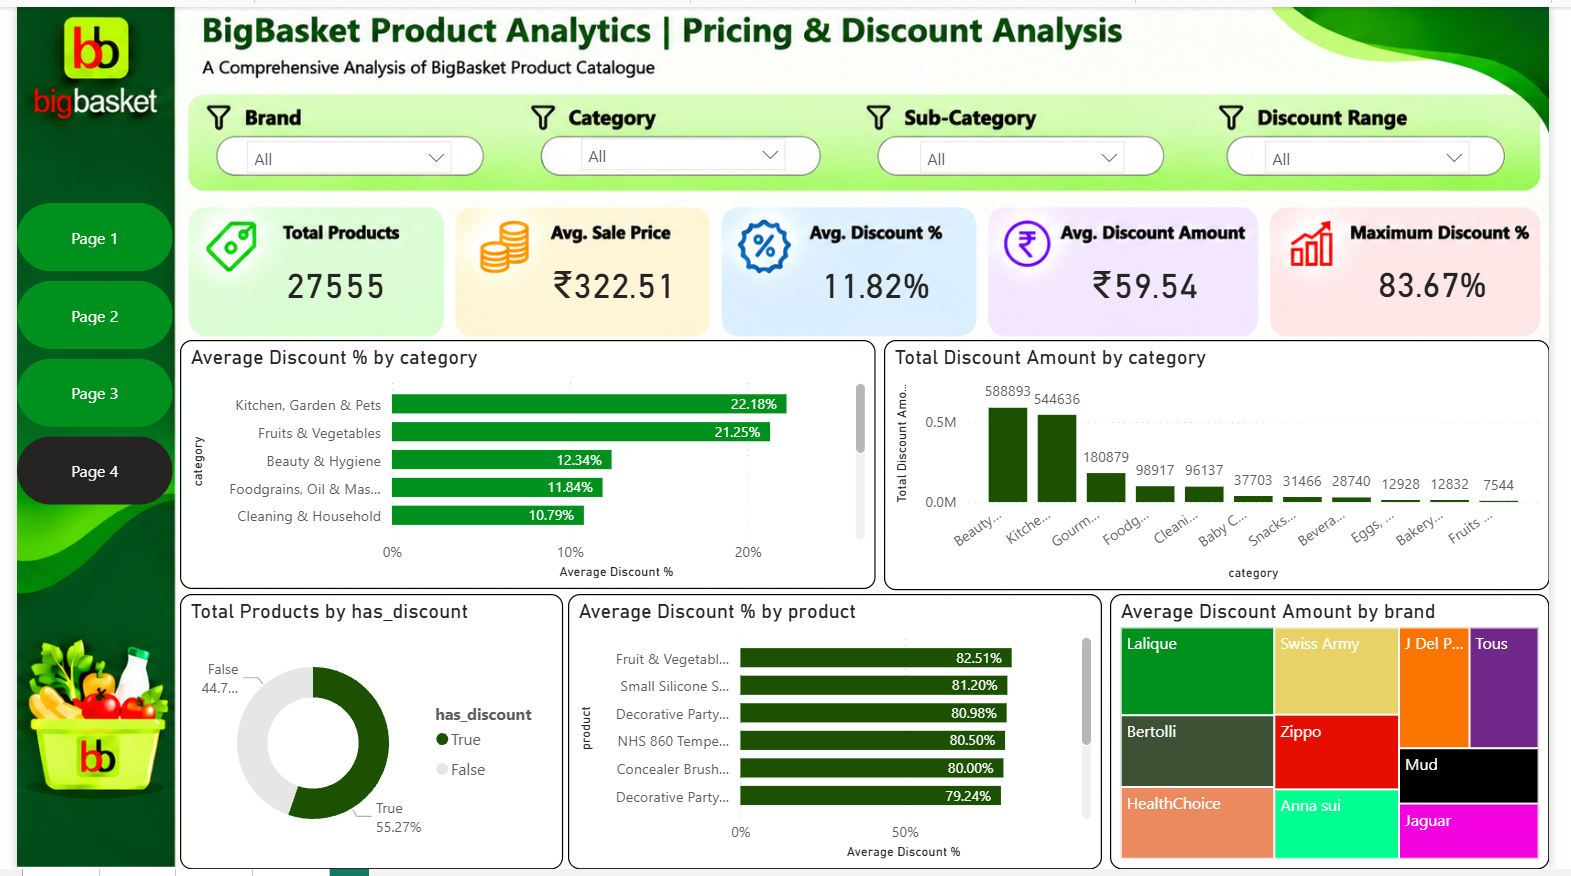 bb
bigbasket
BigBasket Product Analytics | Pricing & Discount Analysis
A Comprehensive Analysis of BigBasket Product Catalogue
Brand
All
Category
All
Sub-Category
All
Discount Range
All
Page 1
Page 2
Page 3
Page 4
Total Products
27555
Avg. Sale Price
₹322.51
%
Avg. Discount %
11.82%
₹
Avg. Discount Amount
₹59.54
Maximum Discount %
83.67%
Average Discount % by category
category
Kitchen, Garden & Pets
22.18%
Fruits & Vegetables
21.25%
Beauty & Hygiene
12.34%
Foodgrains, Oil & Mas...
11.84%
Cleaning & Household
10.79%
0%
10%
20%
Average Discount %
Total Discount Amount by category
Total Discount Amo...
0.5M
0.0M
588893
544636
180879
98917
96137
37703
31466
28740
12928
12832
7544
Beauty...
Kitche...
Gourm...
Foodg...
Cleani...
Baby C...
Snacks...
Bevera...
Eggs, ...
Bakery...
Fruits ...
category
Total Products by has_discount
False
44.7...
True
55.27%
has_discount
True
False
Average Discount % by product
product
Fruit & Vegetabl...
82.51%
Small Silicone S...
81.20%
Decorative Party...
80.98%
NHS 860 Tempe...
80.50%
Concealer Brush...
80.00%
Decorative Party...
79.24%
0%
50%
Average Discount %
Average Discount Amount by brand
Lalique
Swiss Army
J Del P...
Tous
Bertolli
Zippo
Mud
HealthChoice
Anna sui
Jaguar
bb